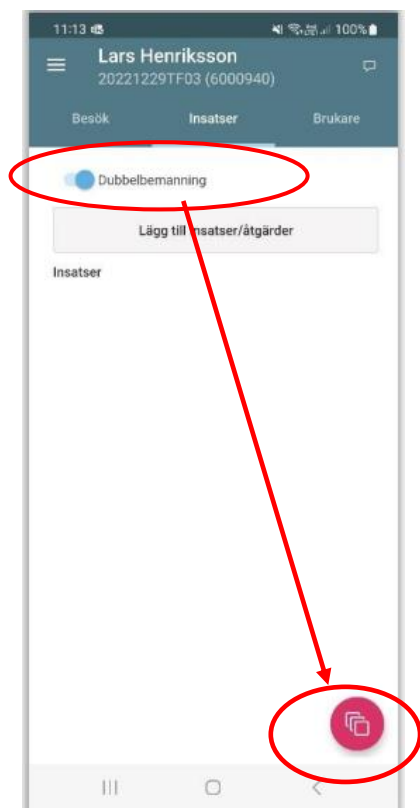 11:13 100%
Lars Henriksson
20221229TF03 (6000940)
Besök Insatser Brukare
Dubbelbemanning
Lägg till insatser/åtgärder
Insatser